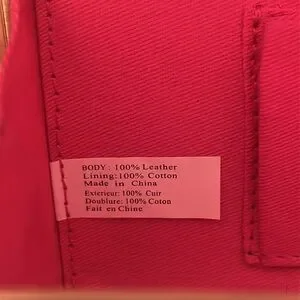 BODY: 100% Leather
Lining:100% Cotton
Made in China
Exterieur: 100% Cuir
Doublure: 100% Coton
Fait en Chine